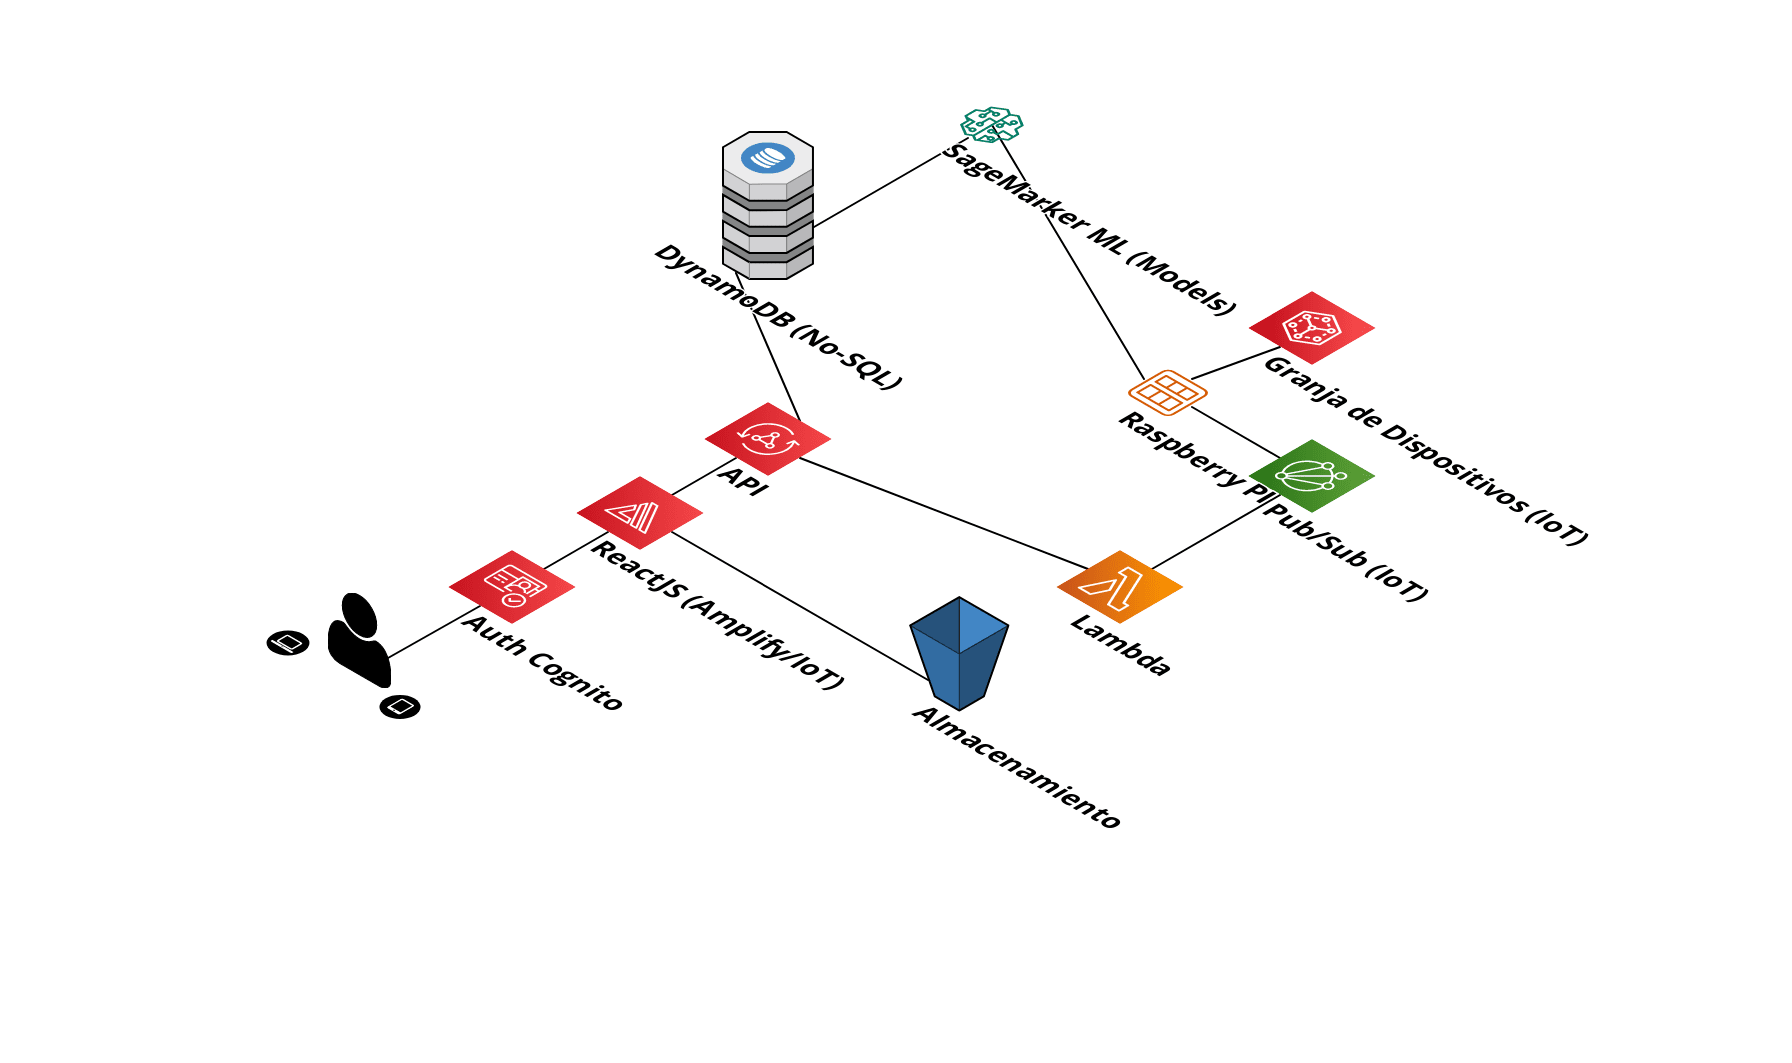 SageMarker ML (Models)
DynamoDB (No-SQL)
Granja de Dispositivos (IoT)
Raspberry PI
API
Pub/Sub (IoT)
ReactJS (Amplify/IoT)
Auth Cognito
Lambda
Almacenamiento